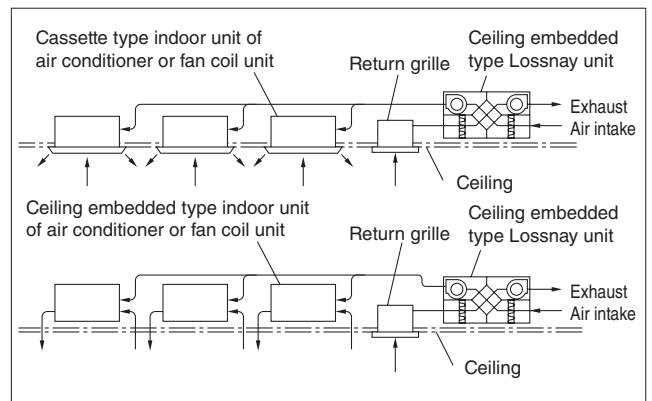 Cassette type indoor unit of
air conditioner or fan coil unit
Return grille
Ceiling embedded
type Lossnay unit
Exhaust
Air intake
Ceiling
Ceiling embedded type indoor unit
of air conditioner or fan coil unit
Return grille
Ceiling embedded
type Lossnay unit
Exhaust
Air intake
Ceiling